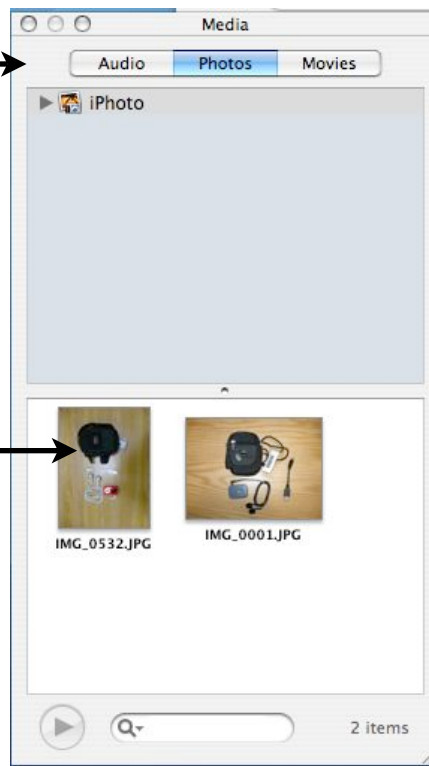 Media
Audio Photos Movies
iPhoto
IMG_0532.JPG IMG_0001.JPG
2 items